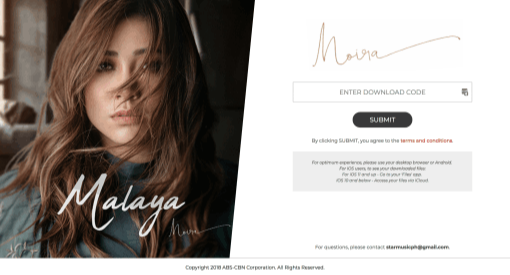 Malaya
Moira
Moira
ENTER DOWNLOAD CODE
SUBMIT
By clicking SUBMIT, you agree to the terms and conditions.
For optimum experience, please use your desktop browser or Android.
For iOS users, to see your downloaded files:
For iOS 11 and up - Go to your 'Files' app.
iOS 10 and below - Access your files via iCloud.
For questions, please contact starmusicph@gmail.com.
Copyright 2018 ABS-CBN Corporation. All Rights Reserved.